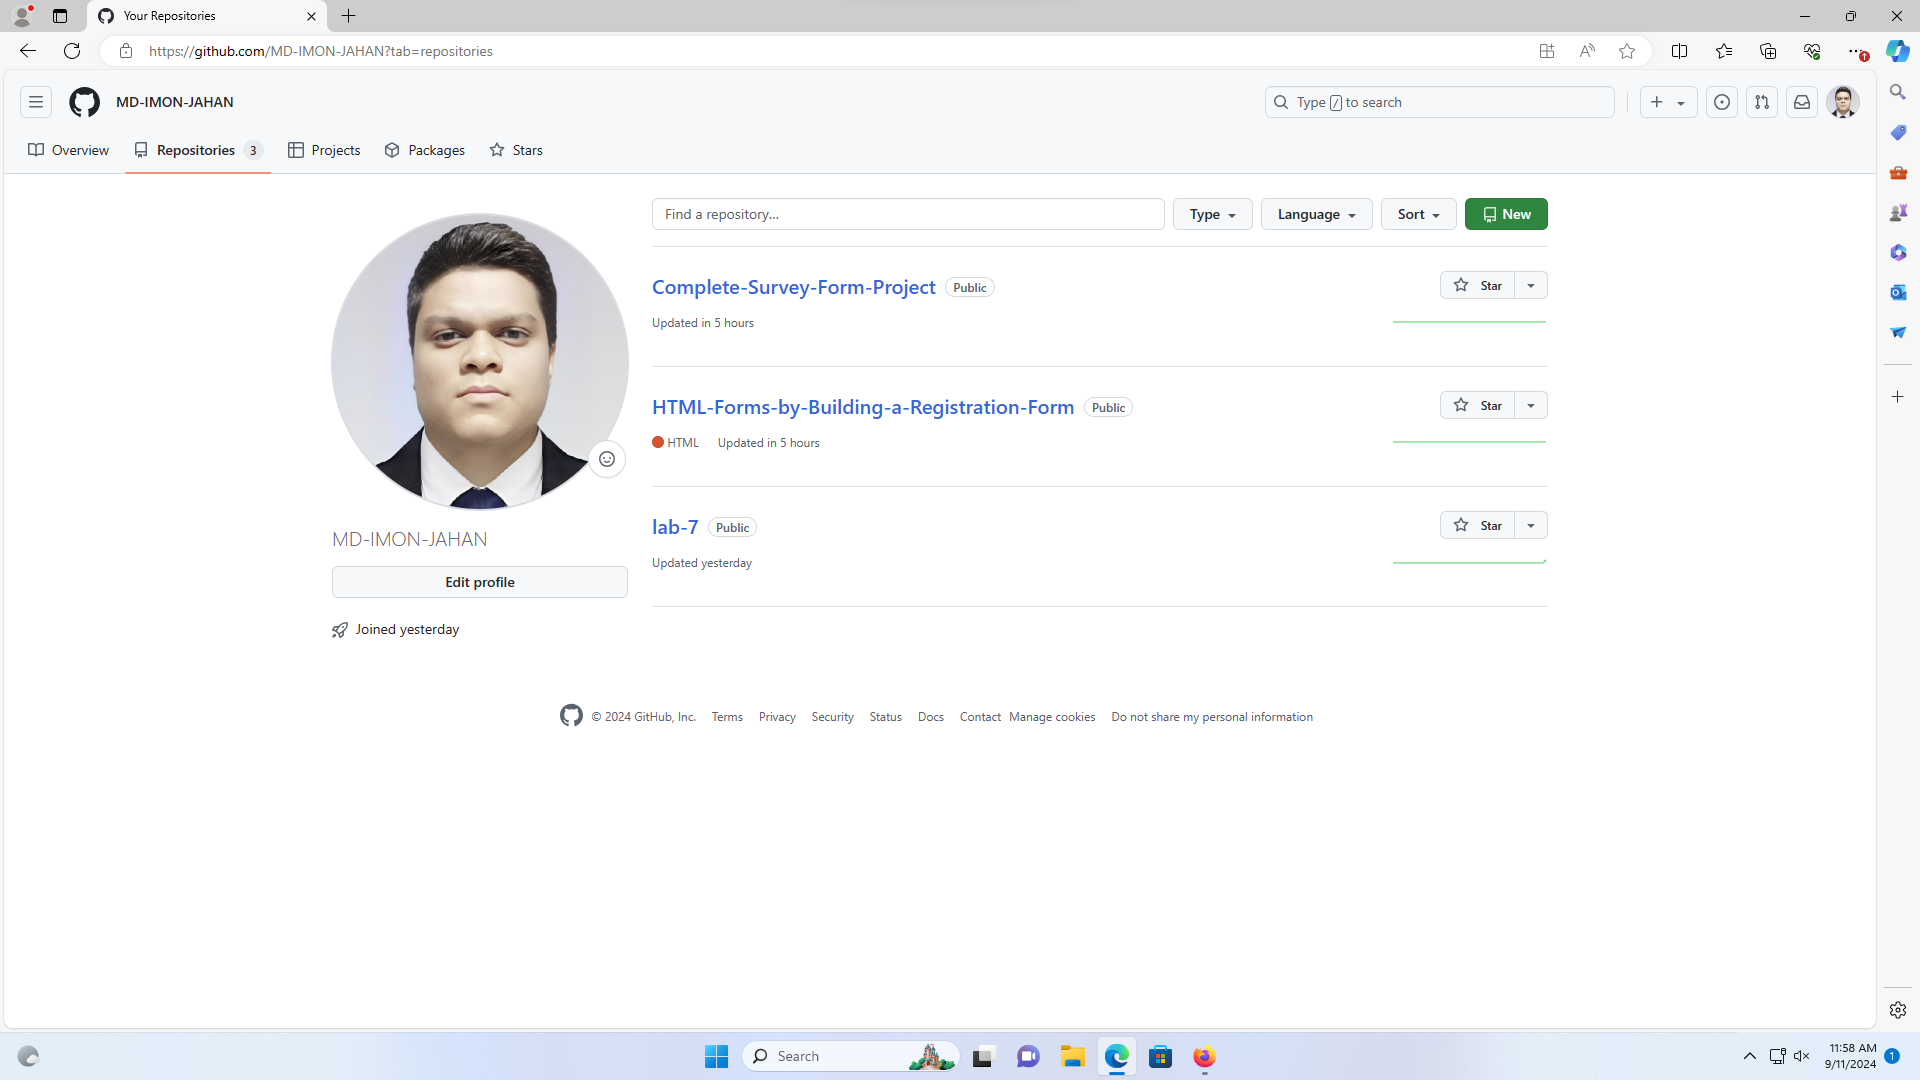 Your Repositories
https://github.com/MD-IMON-JAHAN?tab=repositories
MD-IMON-JAHAN
Type / to search
Overview
Repositories 3
Projects
Packages
Stars
Find a repository...
Type
Language
Sort
New
Complete-Survey-Form-Project Public
Star
Updated in 5 hours
HTML-Forms-by-Building-a-Registration-Form Public
Star
HTML Updated in 5 hours
lab-7 Public
Star
Updated yesterday
MD-IMON-JAHAN
Edit profile
Joined yesterday
© 2024 GitHub, Inc. Terms Privacy Security Status Docs Contact Manage cookies Do not share my personal information
Search
11:58 AM
9/11/2024
1